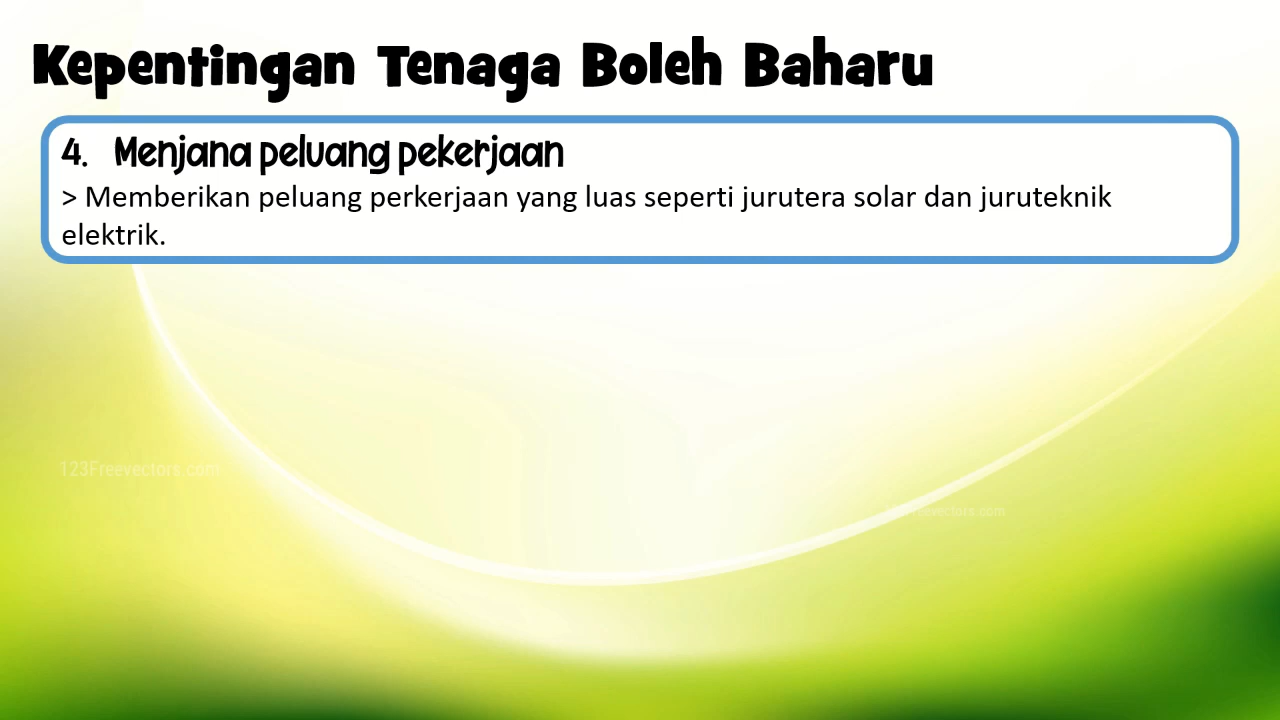 Kepentingan Tenaga Boleh Baharu
4. Menjana peluang pekerjaan
> Memberikan peluang perkerjaan yang luas seperti jurutera solar dan juruteknik
elektrik.
123Freevectors.com